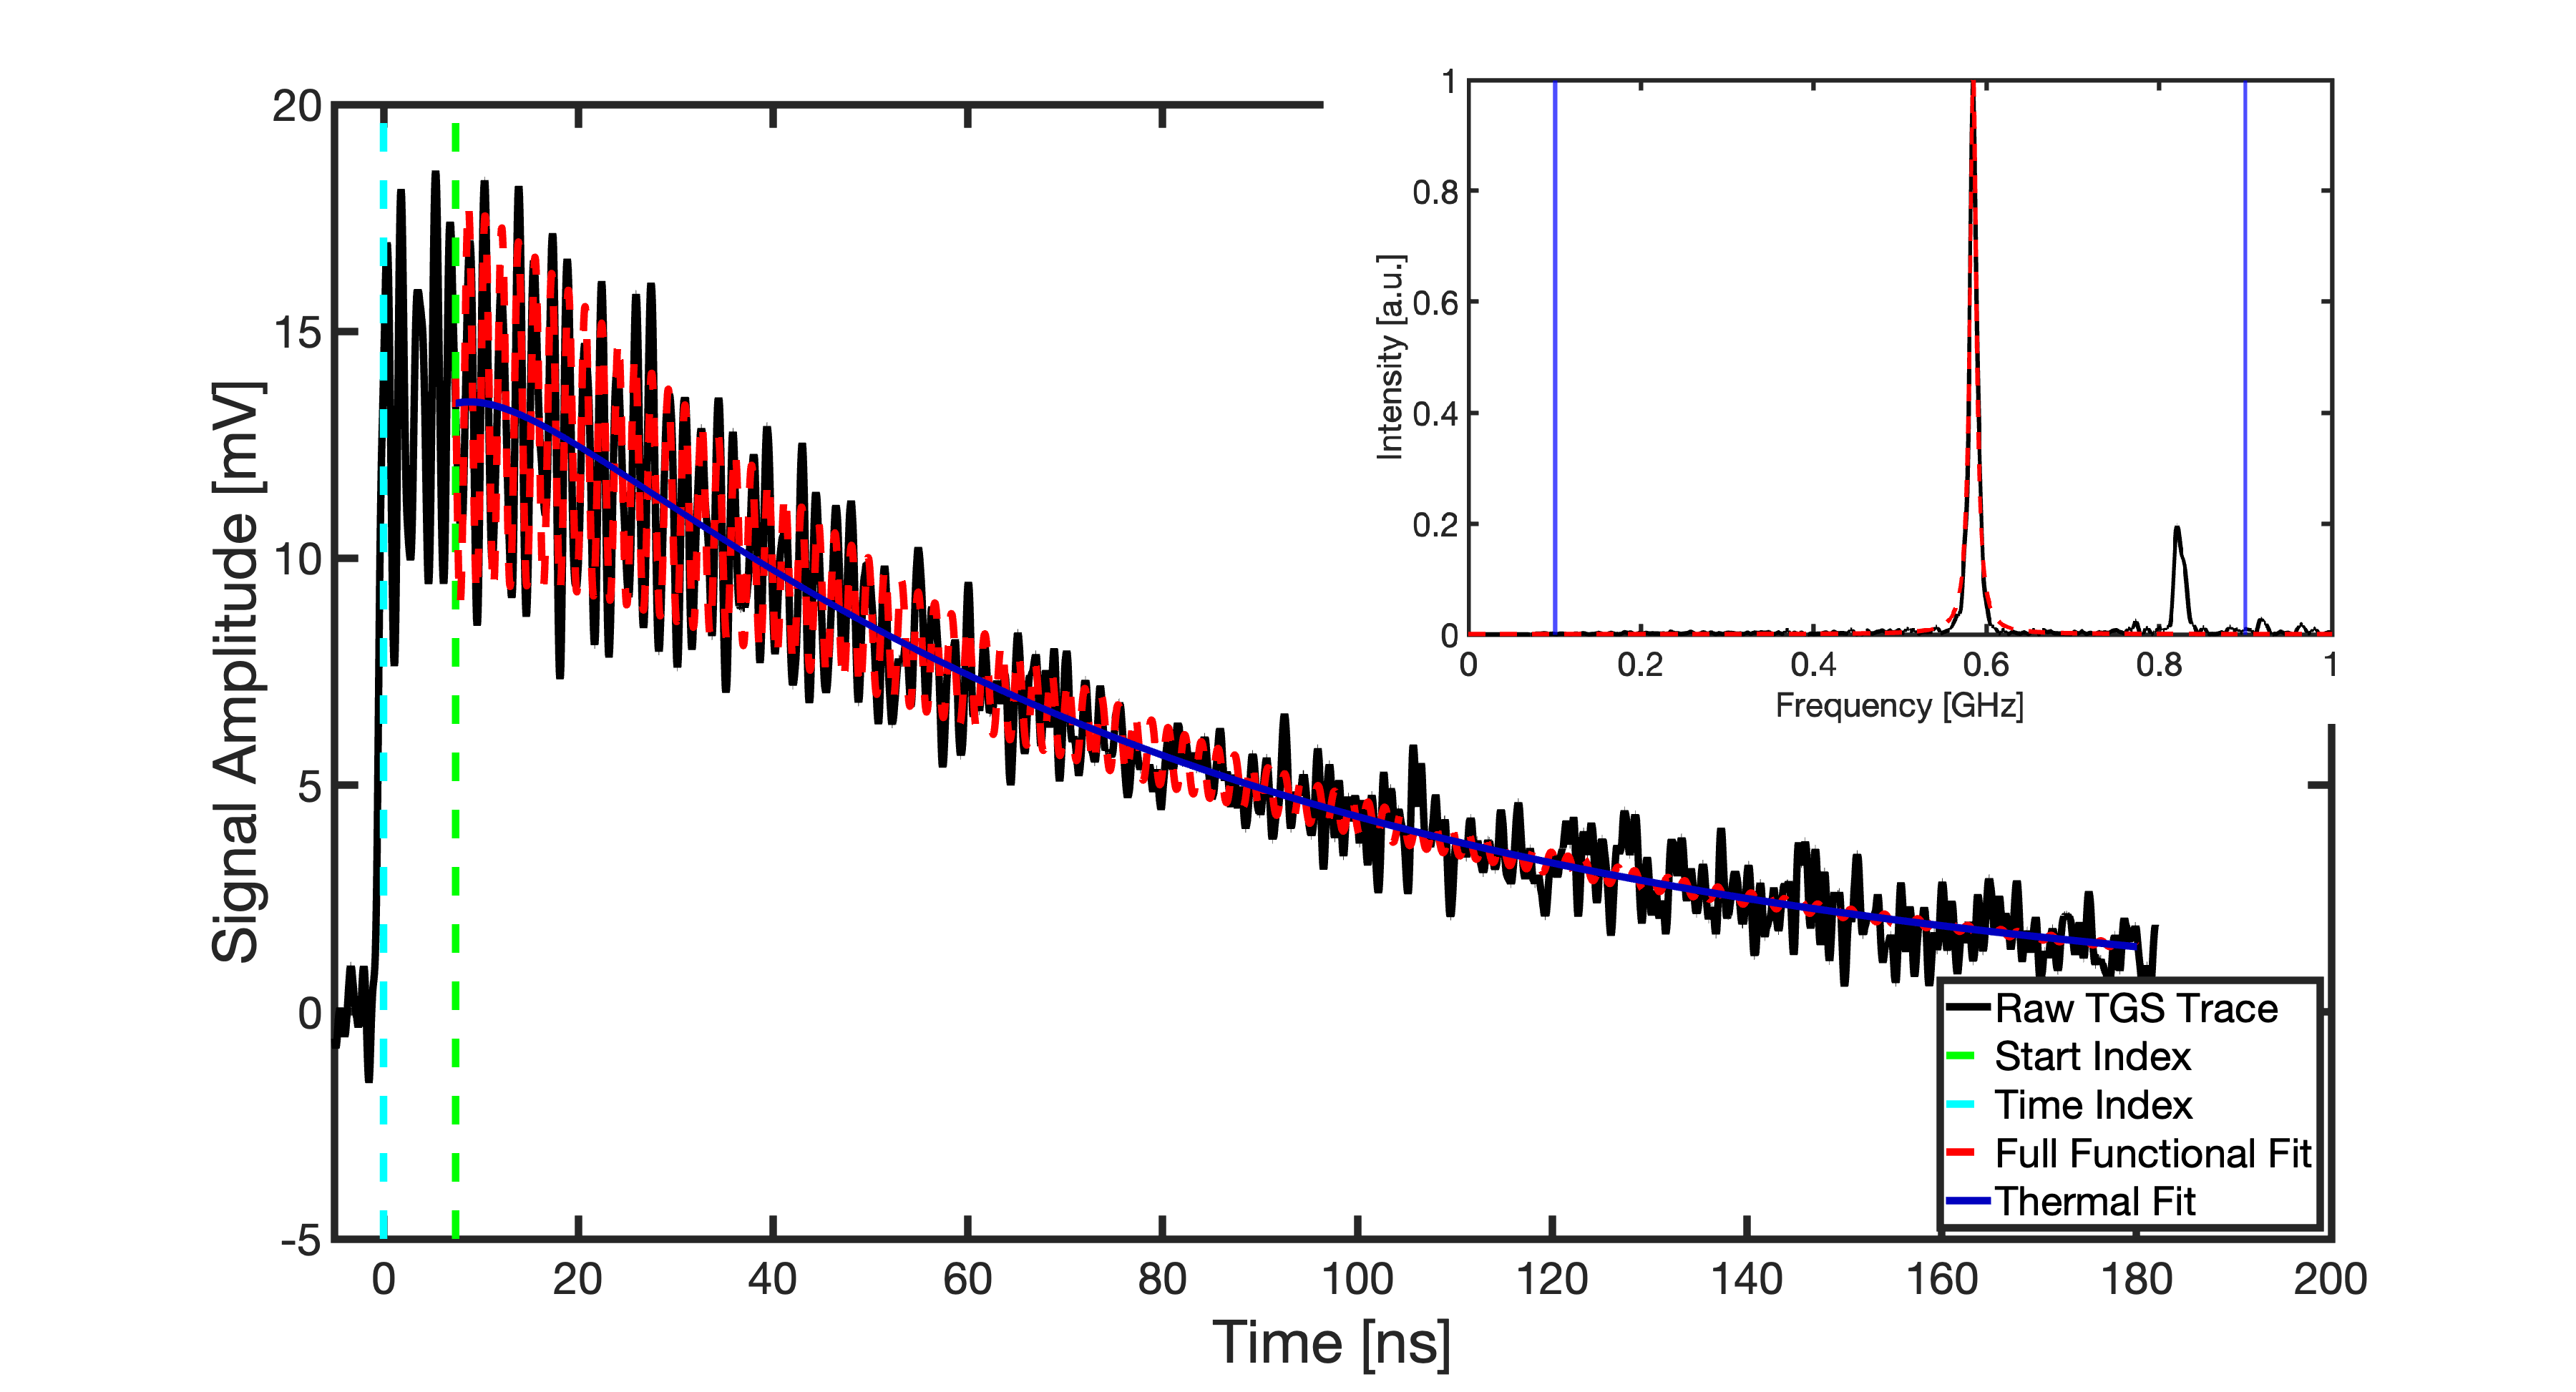 20
15
10
5
0
-5
Signal Amplitude [mV]
0 20 40 60 80 100 120 140 160 180 200
Time [ns]
1
0.8
0.6
0.4
0.2
0
Intensity [a.u.]
0 0.2 0.4 0.6 0.8 1
Frequency [GHz]
Raw TGS Trace
Start Index
Time Index
Full Functional Fit
Thermal Fit